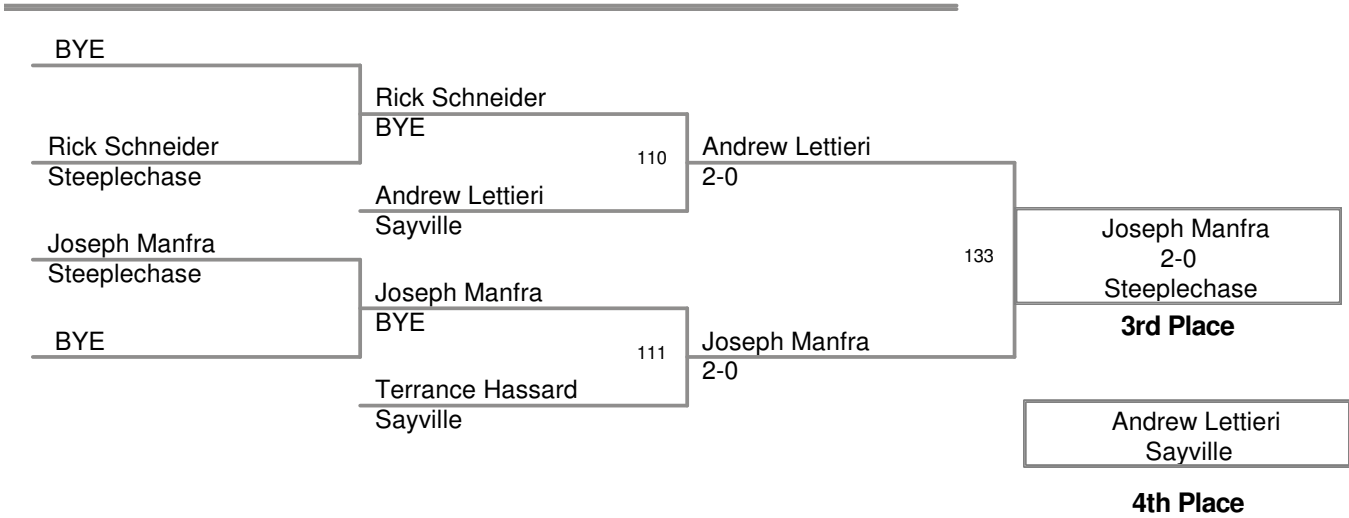 BYE
Rick Schneider
Steeplechase
Joseph Manfra
Steeplechase
BYE
Rick Schneider
BYE
Andrew Lettieri
Sayville
Joseph Manfra
BYE
Terrance Hassard
Sayville
110
111
Andrew Lettieri
2-0
Joseph Manfra
2-0
133
Joseph Manfra
2-0
Steeplechase
3rd Place
Andrew Lettieri
Sayville
4th Place